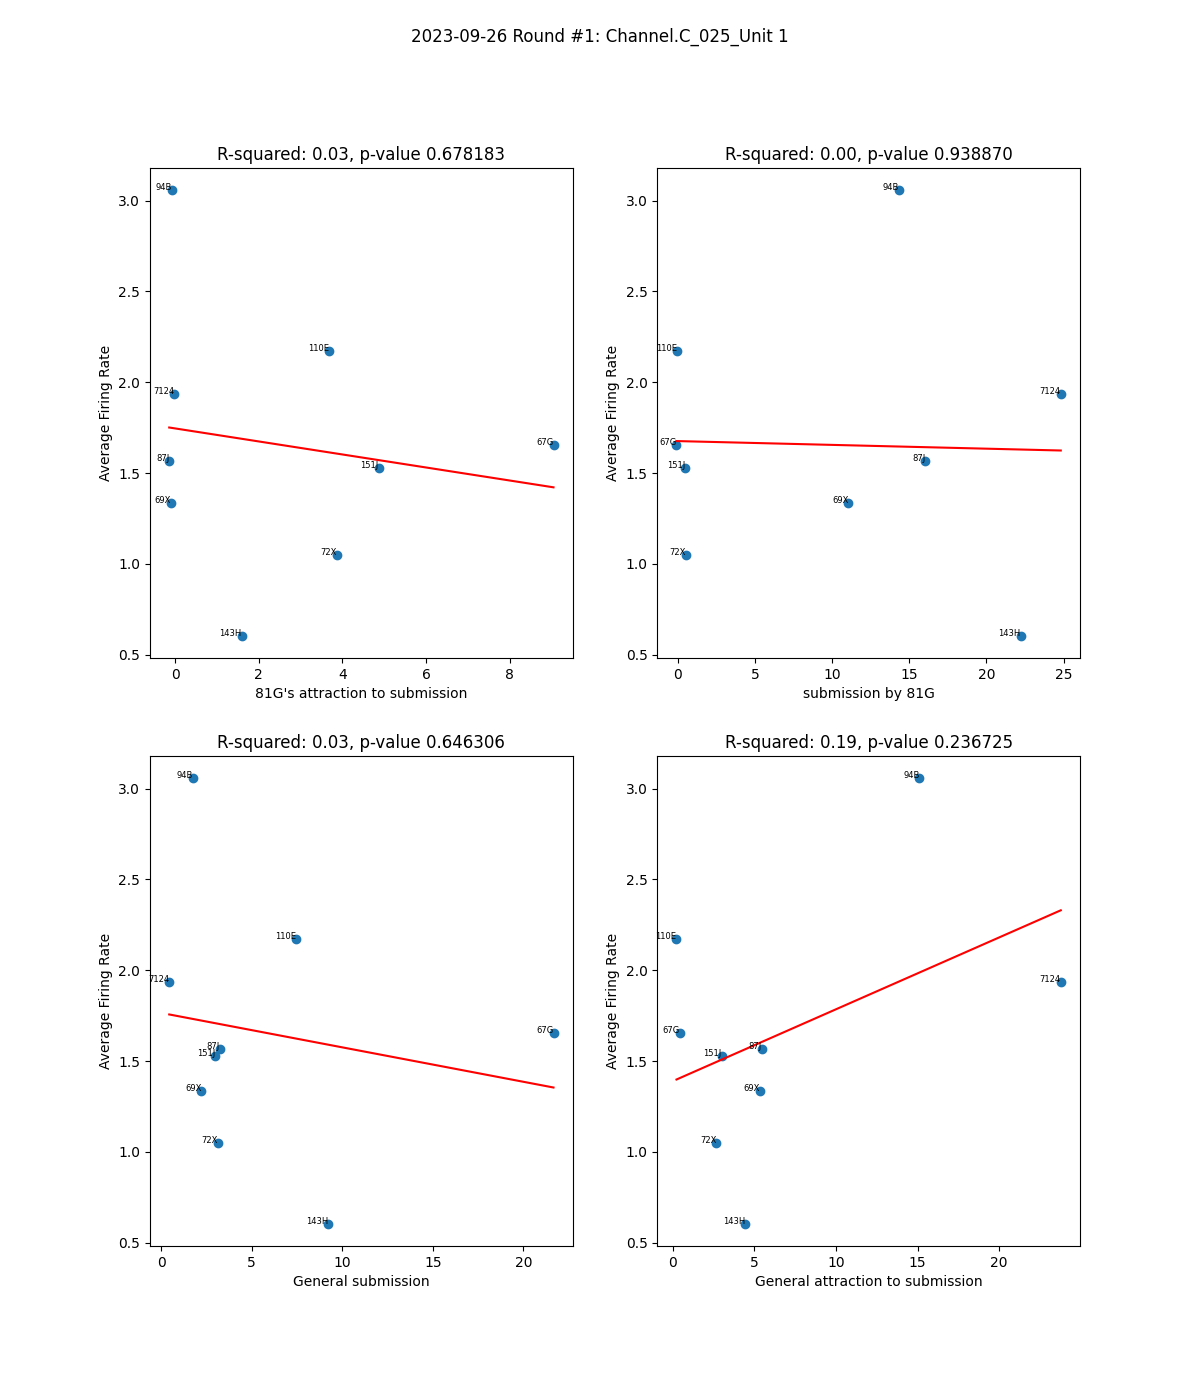 2023-09-26 Round #1: Channel.C_025_Unit 1
R-squared: 0.03, p-value 0.678183
R-squared: 0.00, p-value 0.938870
Average Firing Rate
3.0
2.5
2.0
1.5
1.0
0.5
94B
110E
7124
67G
87J
151J
69X
72X
143H
0 2 4 6 8
81G's attraction to submission
Average Firing Rate
3.0
2.5
2.0
1.5
1.0
0.5
94B
110E
7124
67G
87J
151J
69X
72X
143H
0 5 10 15 20 25
submission by 81G
R-squared: 0.03, p-value 0.646306
R-squared: 0.19, p-value 0.236725
Average Firing Rate
3.0
2.5
2.0
1.5
1.0
0.5
94B
110E
7124
67G
87J
151J
69X
72X
143H
0 5 10 15 20
General submission
Average Firing Rate
3.0
2.5
2.0
1.5
1.0
0.5
94B
110E
7124
67G
87J
151J
69X
72X
143H
0 5 10 15 20
General attraction to submission